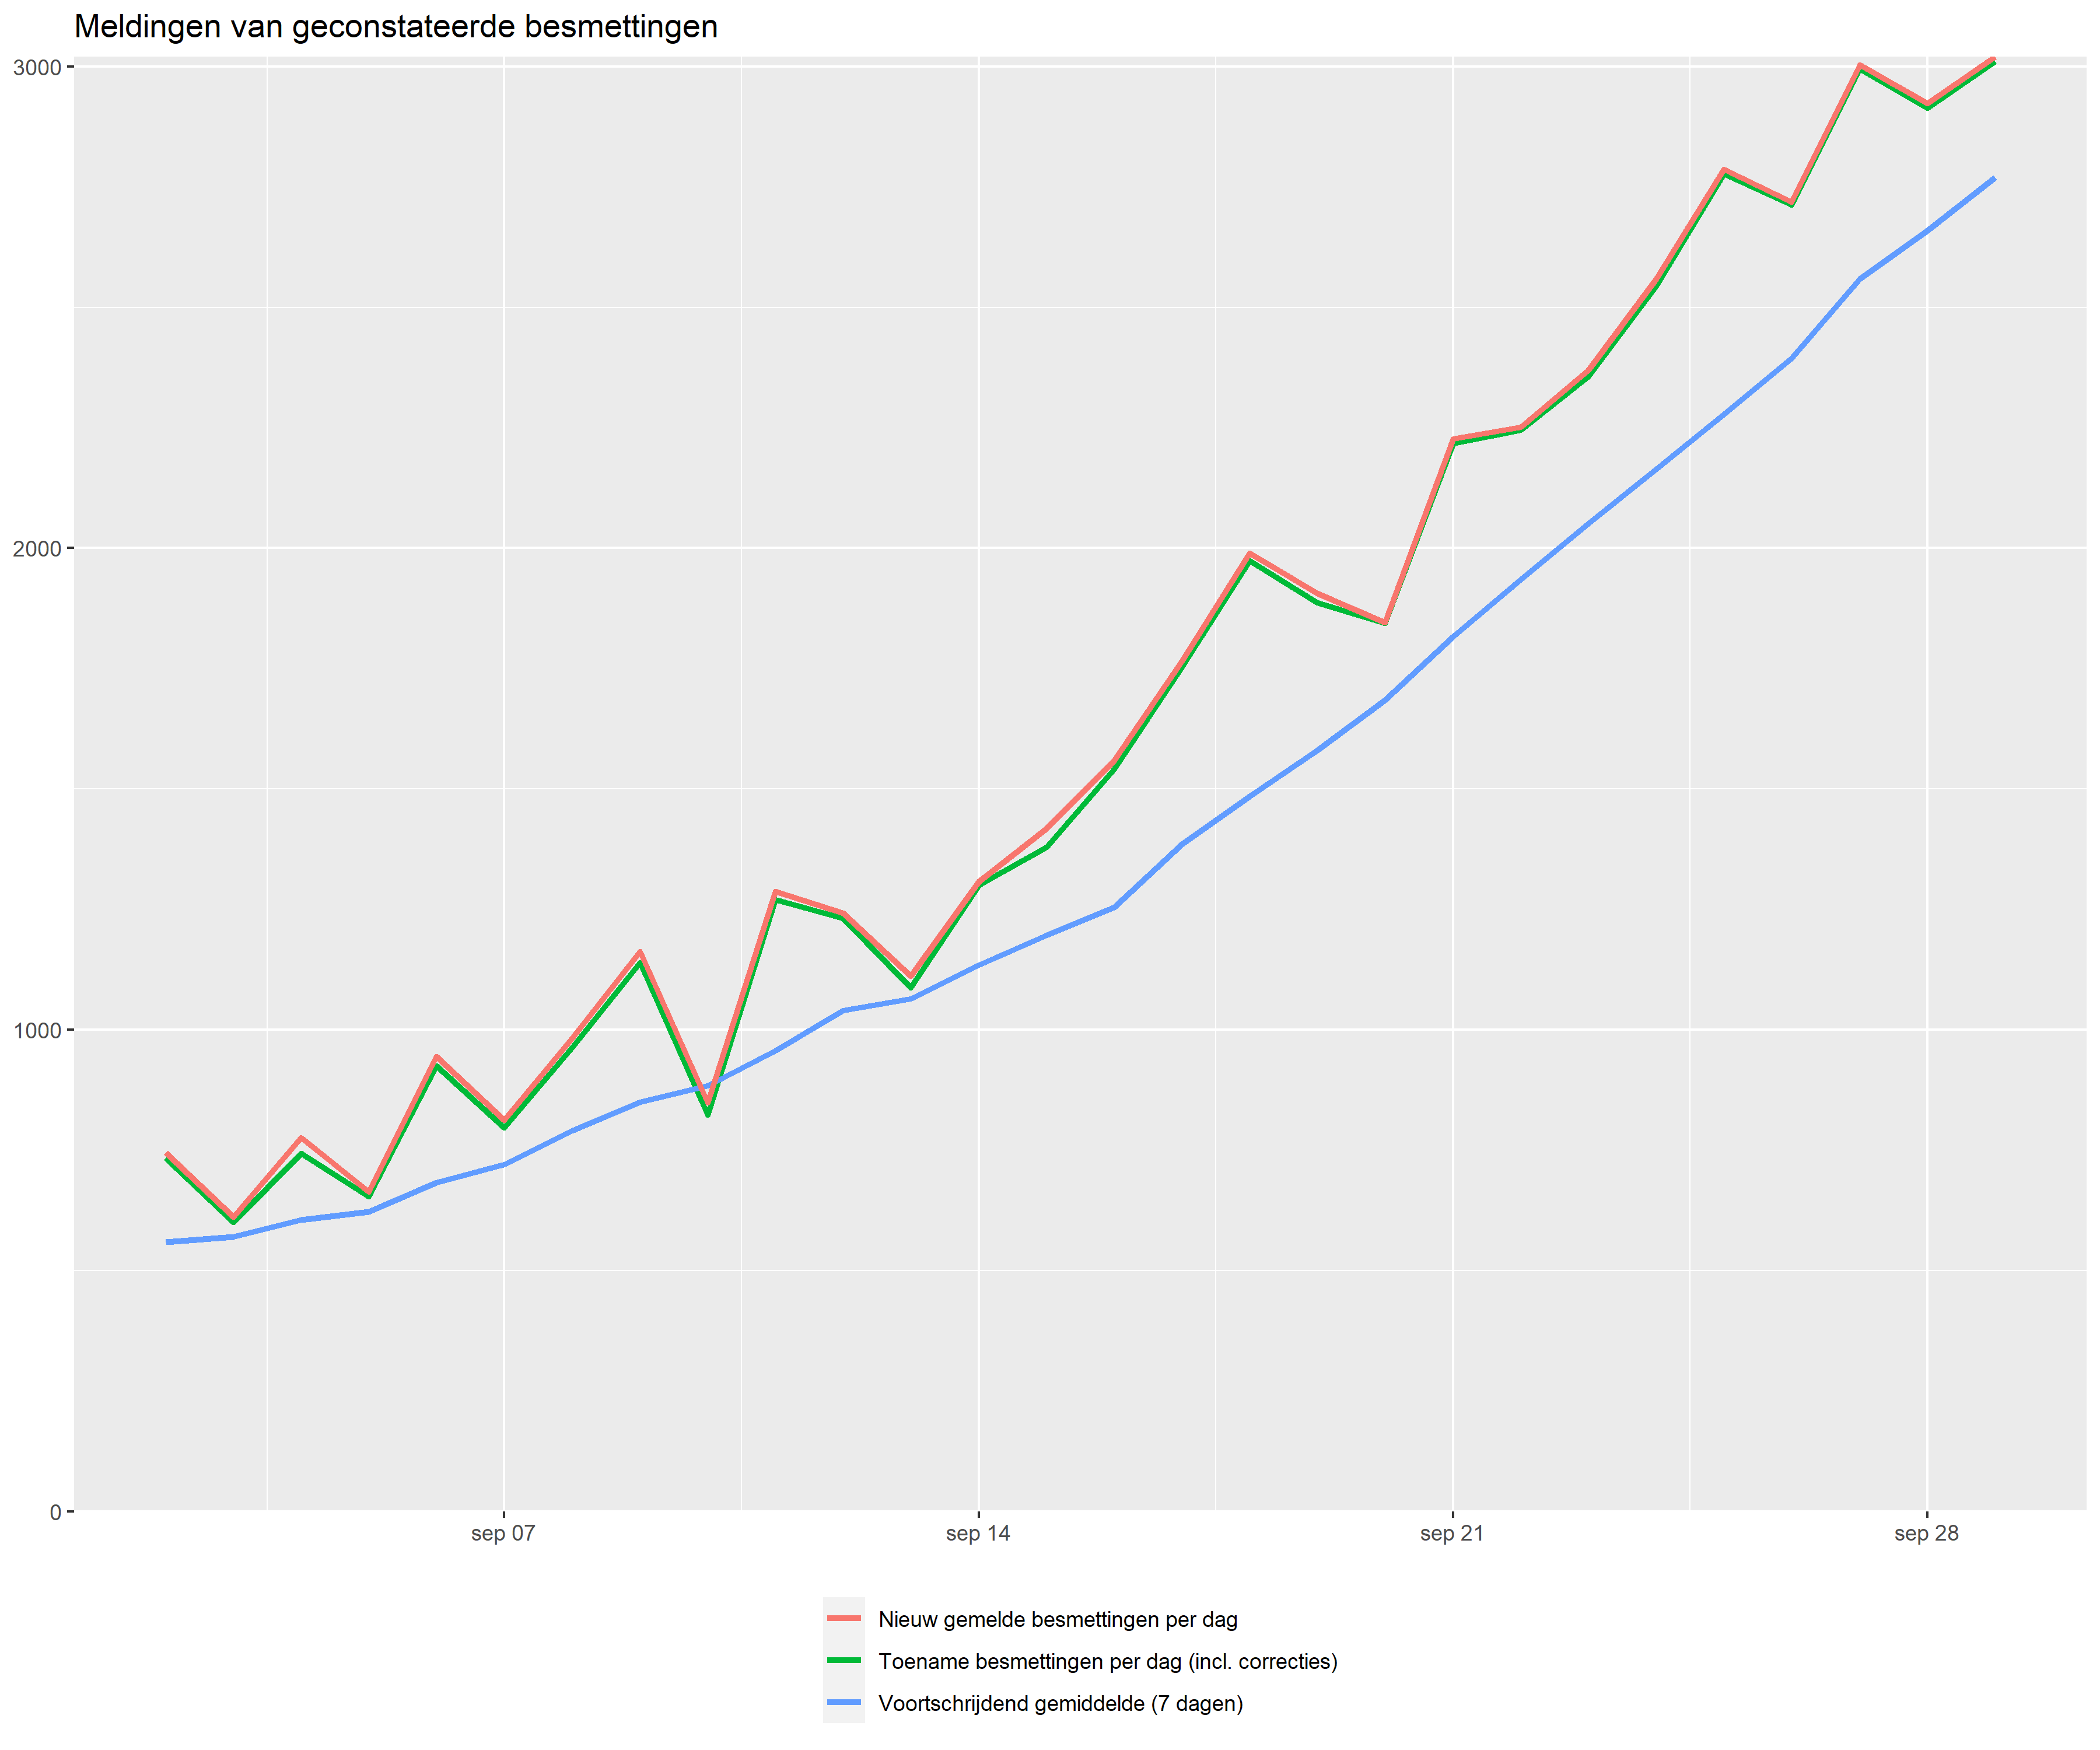 Meldingen van geconstateerde besmettingen
3000
2000
1000
0
sep 07 sep 14 sep 21 sep 28
Nieuw gemelde besmettingen per dag
Toename besmettingen per dag (incl. correcties)
Voortschrijdend gemiddelde (7 dagen)